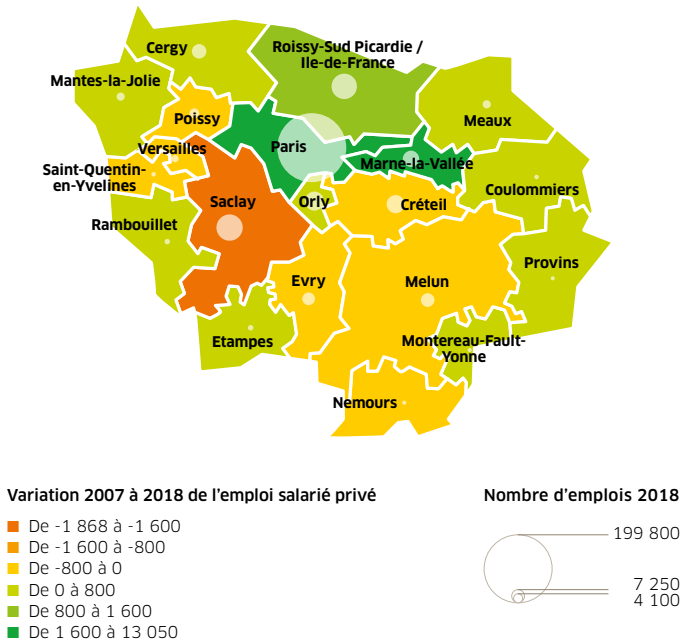 Cergy
Roissy-Sud Picardie /
Ile-de-France
Mantes-la-Jolie
Poissy
Meaux
Versailles
Paris
Marne-la-Vallée
Saint-Quentin-
en-Yvelines
Saclay
Orly
Créteil
Coulommiers
Rambouillet
Provins
Evry
Melun
Etampes
Montereau-Fault-
Yonne
Nemours
Variation 2007 à 2018 de l'emploi salarié privé
De -1 868 à -1 600
De -1 600 à -800
De -800 à 0
De 0 à 800
De 800 à 1 600
De 1 600 à 13 050
Nombre d'emplois 2018
199 800
7 250
4 100